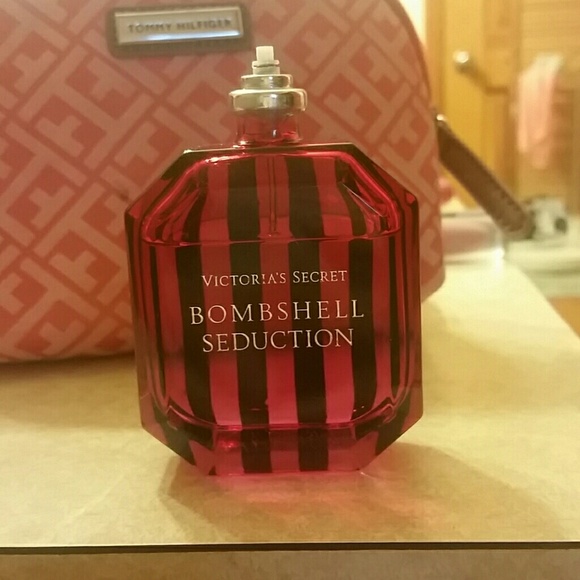 TOMMY HILFIGER
VICTORIA'S SECRET
BOMBSHELL
SEDUCTION